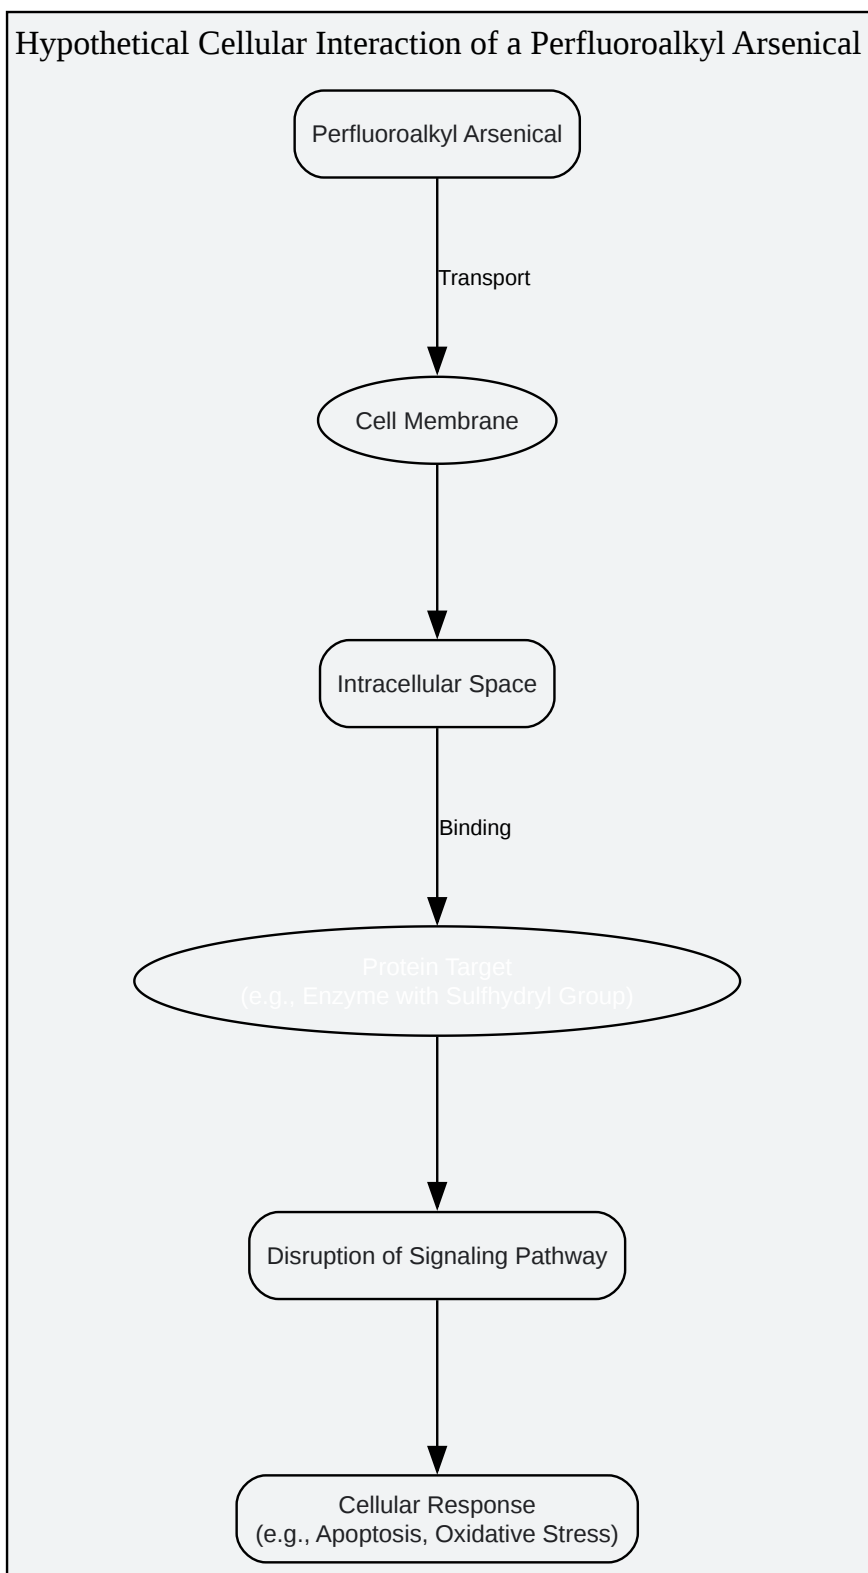 Hypothetical Cellular Interaction of a Perfluoroalkyl Arsenical
Perfluoroalkyl Arsenical
Transport
Cell Membrane
Intracellular Space
Binding
Protein Target
(e.g., Enzyme with Sulfhydryl Group)
Disruption of Signaling Pathway
Cellular Response
(e.g., Apoptosis, Oxidative Stress)